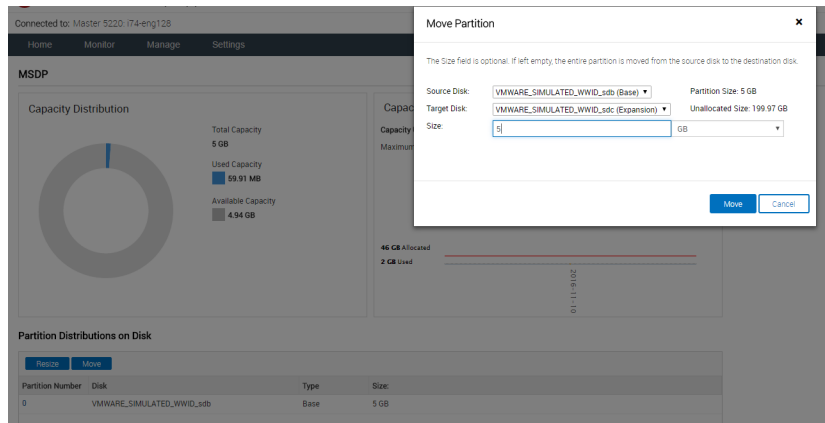 Connected to: Master 5220: i74-eng128
Home Monitor Manage Settings
MSDP
Capacity Distribution
Total Capacity
5 GB
Used Capacity
59.91 MB
Available Capacity
4.94 GB
Capac
Capacity
Maximum
46 GB Allocated
2 GB Used
2016-11-10
Move Partition
×
The Size field is optional. If left empty, the entire partition is moved from the source disk to the destination disk.
Source Disk: VMWARE_SIMULATED_WWID_sdb (Base) Partition Size: 5 GB
Target Disk: VMWARE_SIMULATED_WWID_sdc (Expansion) Unallocated Size: 199.97 GB
Size: 5 GB
Move Cancel
Partition Distributions on Disk
Resize Move
Partition Number Disk Type Size:
0 VMWARE_SIMULATED_WWID_sdb Base 5 GB